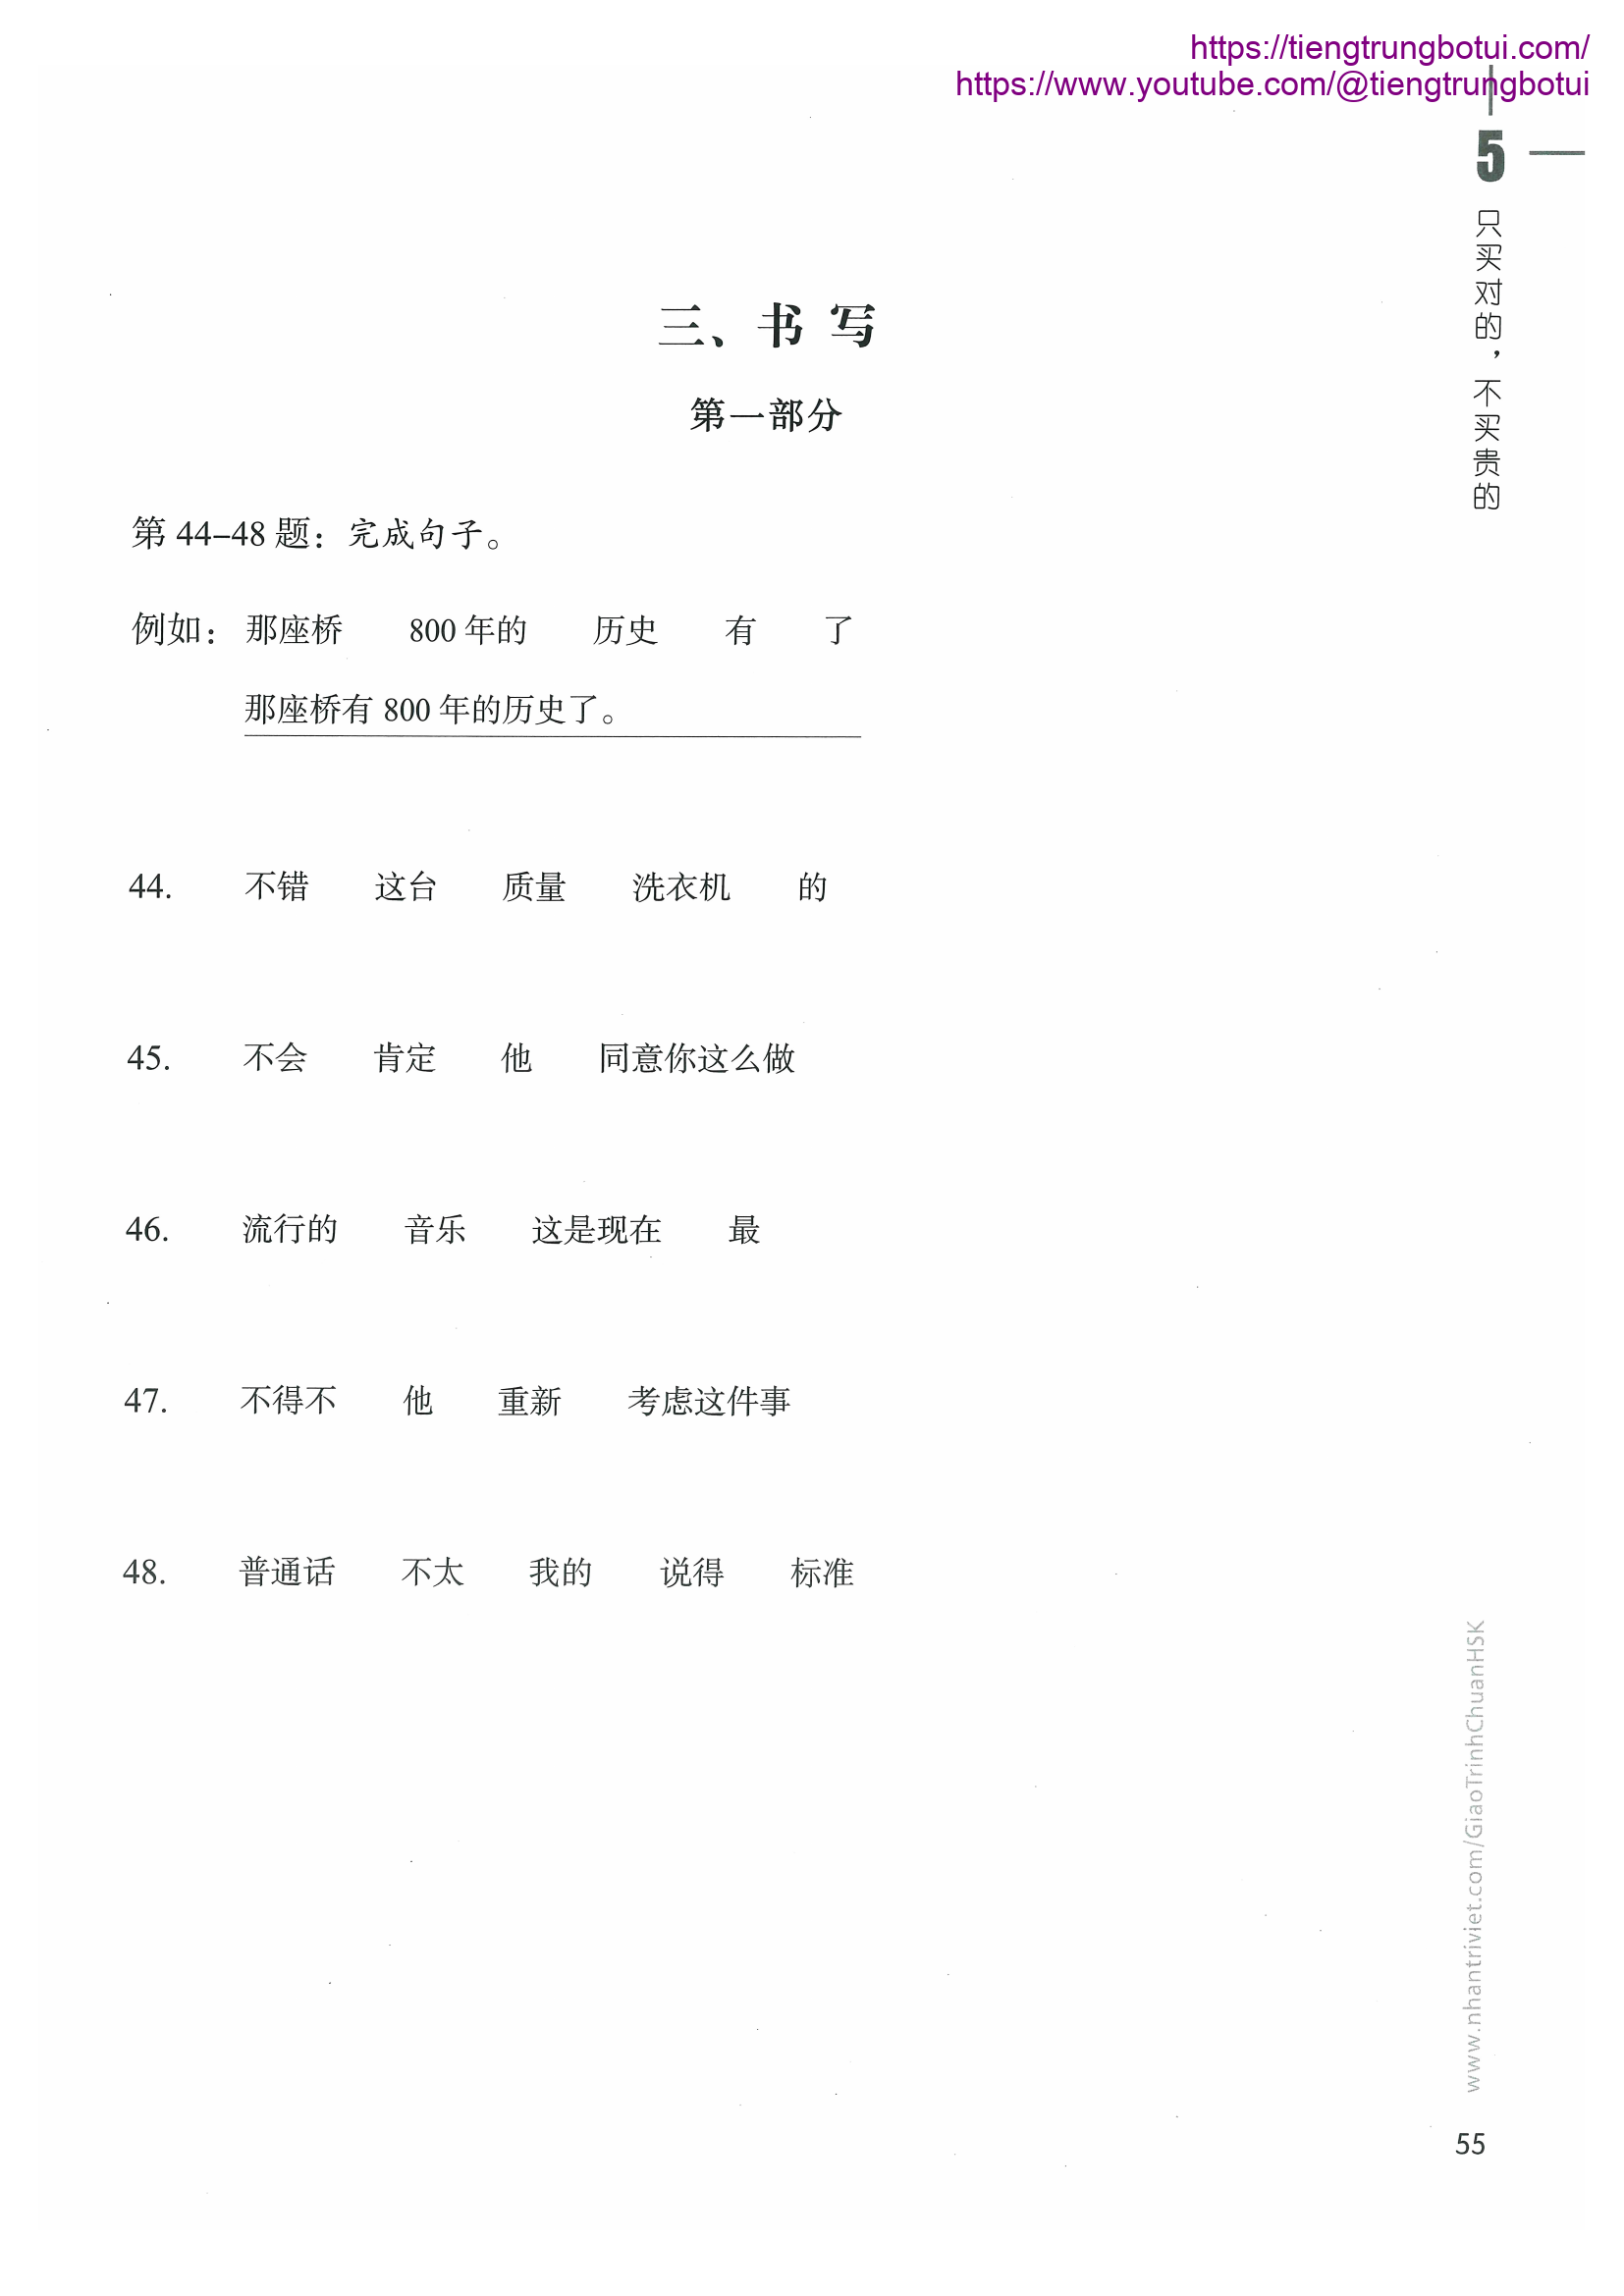 https://tiengtrungbotui.com/
https://www.youtube.com/@tiengtrungbotui
5
只买对的，不买贵的
三、书 写
第一部分
第 44–48 题：完成句子。
例如：那座桥 800 年的 历史 有 了
那座桥有 800 年的历史了。
44. 不错 这台 质量 洗衣机 的
45. 不会 肯定 他 同意你这么做
46. 流行的 音乐 这是现在 最
47. 不得不 他 重新 考虑这件事
48. 普通话 不太 我的 说得 标准
www.nhantriviet.com/GiaoTrinhChuanHSK
55